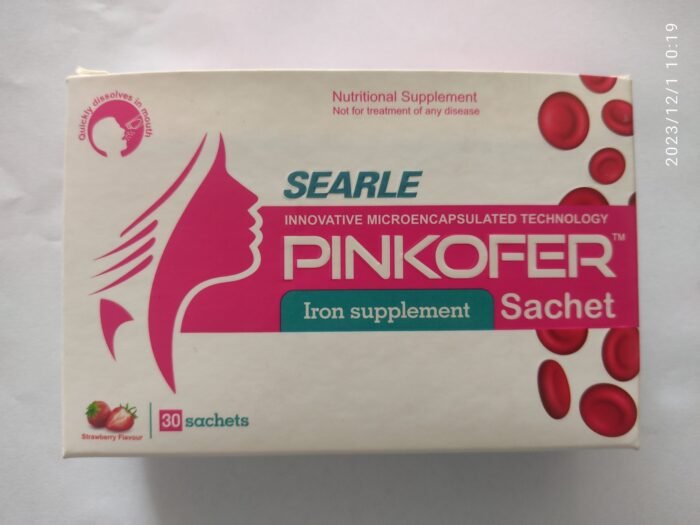 Quickly dissolves in mouth
Nutritional Supplement
Not for treatment of any disease
SEARLE
INNOVATIVE MICROENCAPSULATED TECHNOLOGY
PINKOFER™
Iron supplement
Sachet
Strawberry Flavour
30 sachets
2023/12/1 10:19